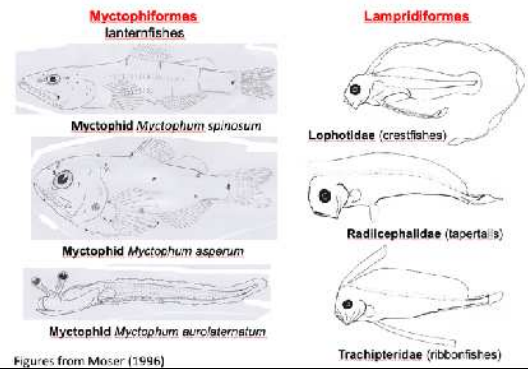 Myctophiformes
lanternfishes
Myctophid Myctophum spinosum
Myctophid Myctophum asperum
Myctophid Myctophum aurolaternatum
Figures from Moser (1996)
Lampridiformes
Lophotidae (crestfishes)
Radiicephalidae (tapertails)
Trachipteridae (ribbonfishes)